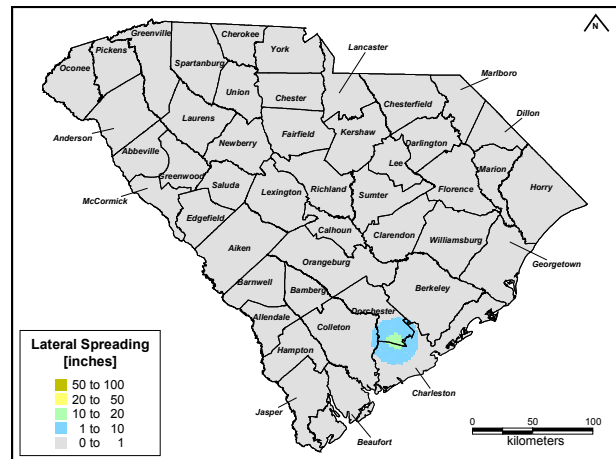 N
Cherokee
Greenville
York
Lancaster
Pickens
Oconee
Spartanburg
Marlboro
Union
Chester
Chesterfield
Dillon
Laurens
Anderson
Newberry
Fairfield
Kershaw
Darlington
Abbeville
Lee
Marion
Greenwood
Saluda
Lexington
Richland
Sumter
Florence
Horry
McCormick
Edgefield
Calhoun
Clarendon
Williamsburg
Aiken
Orangeburg
Georgetown
Barnwell
Bamberg
Berkeley
Dorchester
Allendale
Colleton
Hampton
Charleston
Jasper
Beaufort
Lateral Spreading
[inches]
50 to 100
20 to 50
10 to 20
1 to 10
0 to 1
0 50 100
kilometers